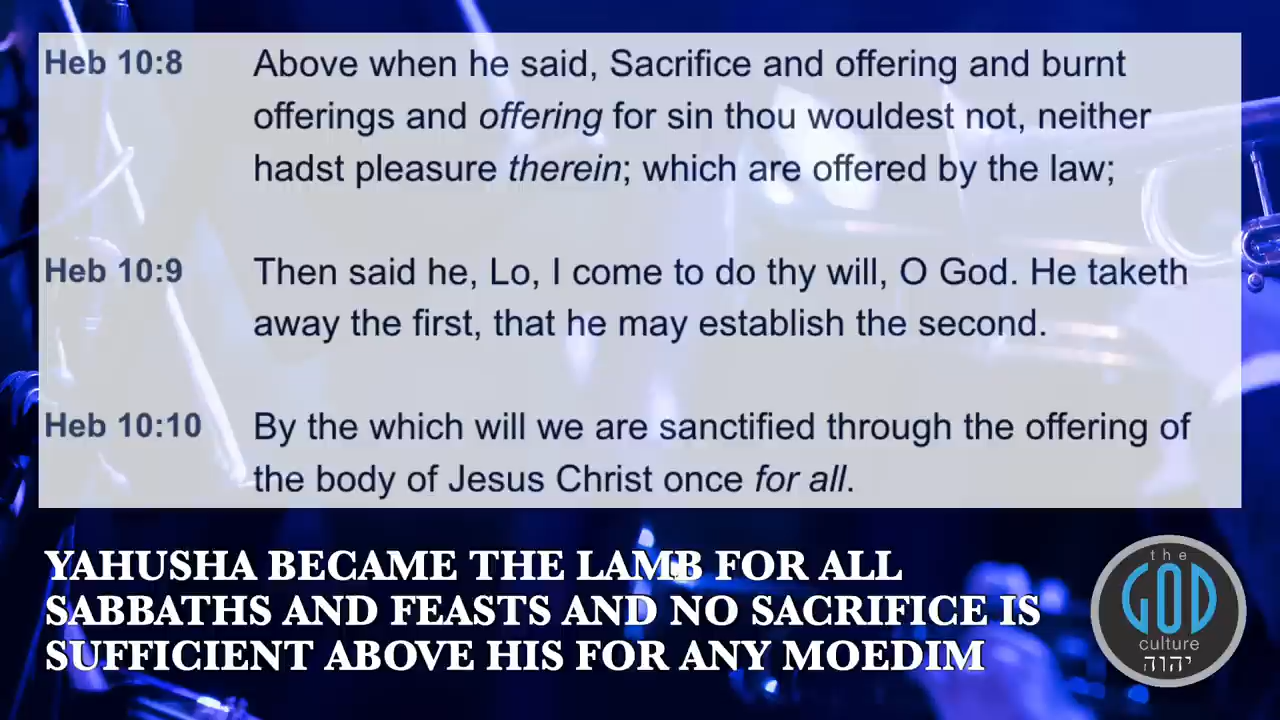 Heb 10:8 Above when he said, Sacrifice and offering and burnt
offerings and offering for sin thou wouldest not, neither
hadst pleasure therein; which are offered by the law;
Heb 10:9 Then said he, Lo, I come to do thy will, O God. He taketh
away the first, that he may establish the second.
Heb 10:10 By the which will we are sanctified through the offering of
the body of Jesus Christ once for all.
YAHUSHA BECAME THE LAMB FOR ALL
SABBATHS AND FEASTS AND NO SACRIFICE IS
SUFFICIENT ABOVE HIS FOR ANY MOEDIM
the
GOD
culture
יהוה